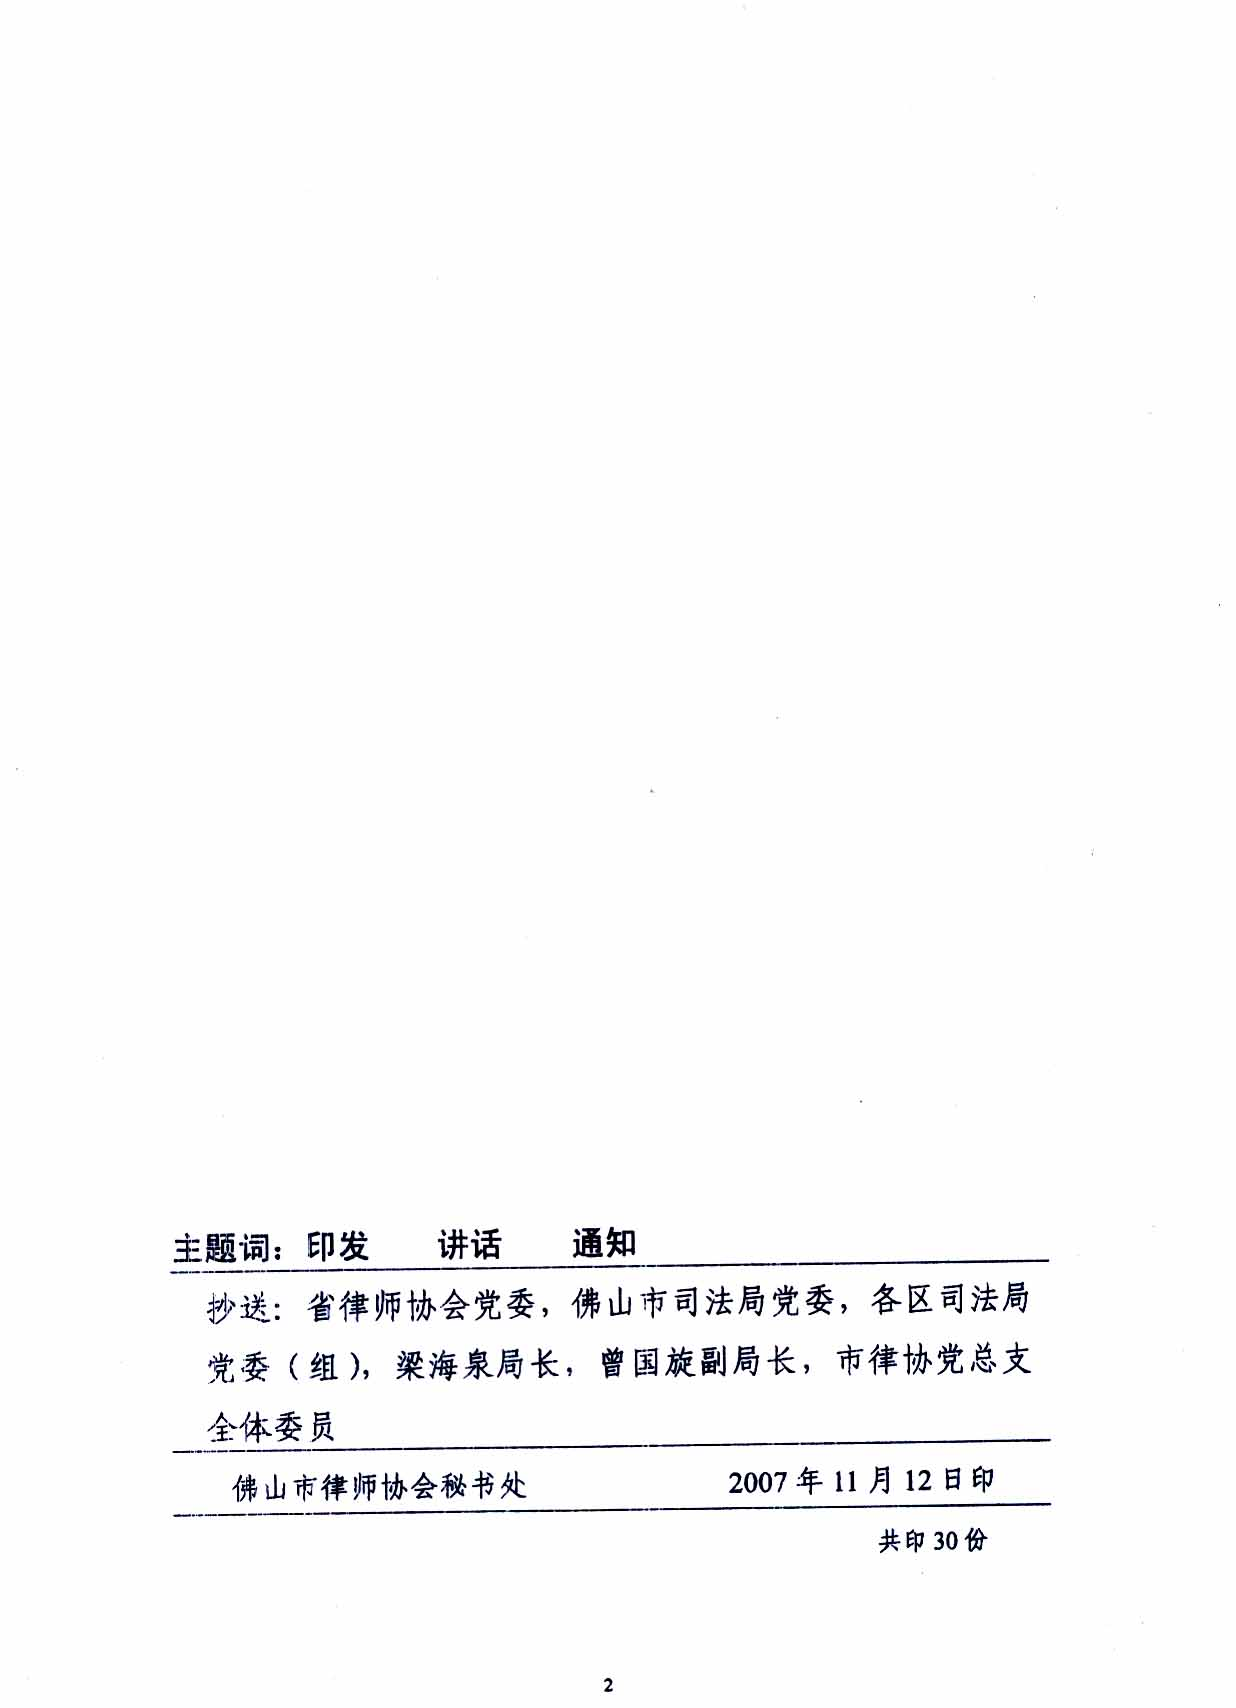 主题词：印发　讲话　通知
抄送：省律师协会党委，佛山市司法局党委，各区司法局
党委（组），梁海泉局长，曾国旋副局长，市律协党总支
全体委员
佛山市律师协会秘书处　2007年11月12日印
共印30份
2